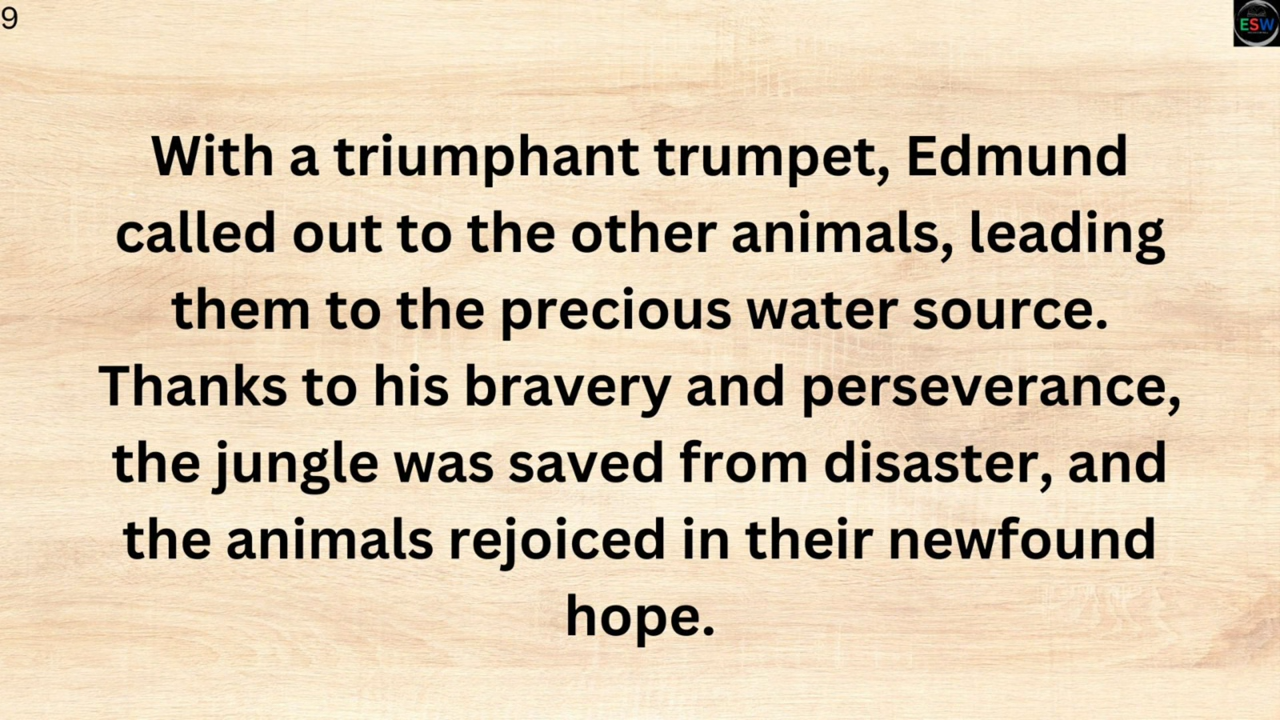 9
ESW
With a triumphant trumpet, Edmund
called out to the other animals, leading
them to the precious water source.
Thanks to his bravery and perseverance,
the jungle was saved from disaster, and
the animals rejoiced in their newfound
hope.